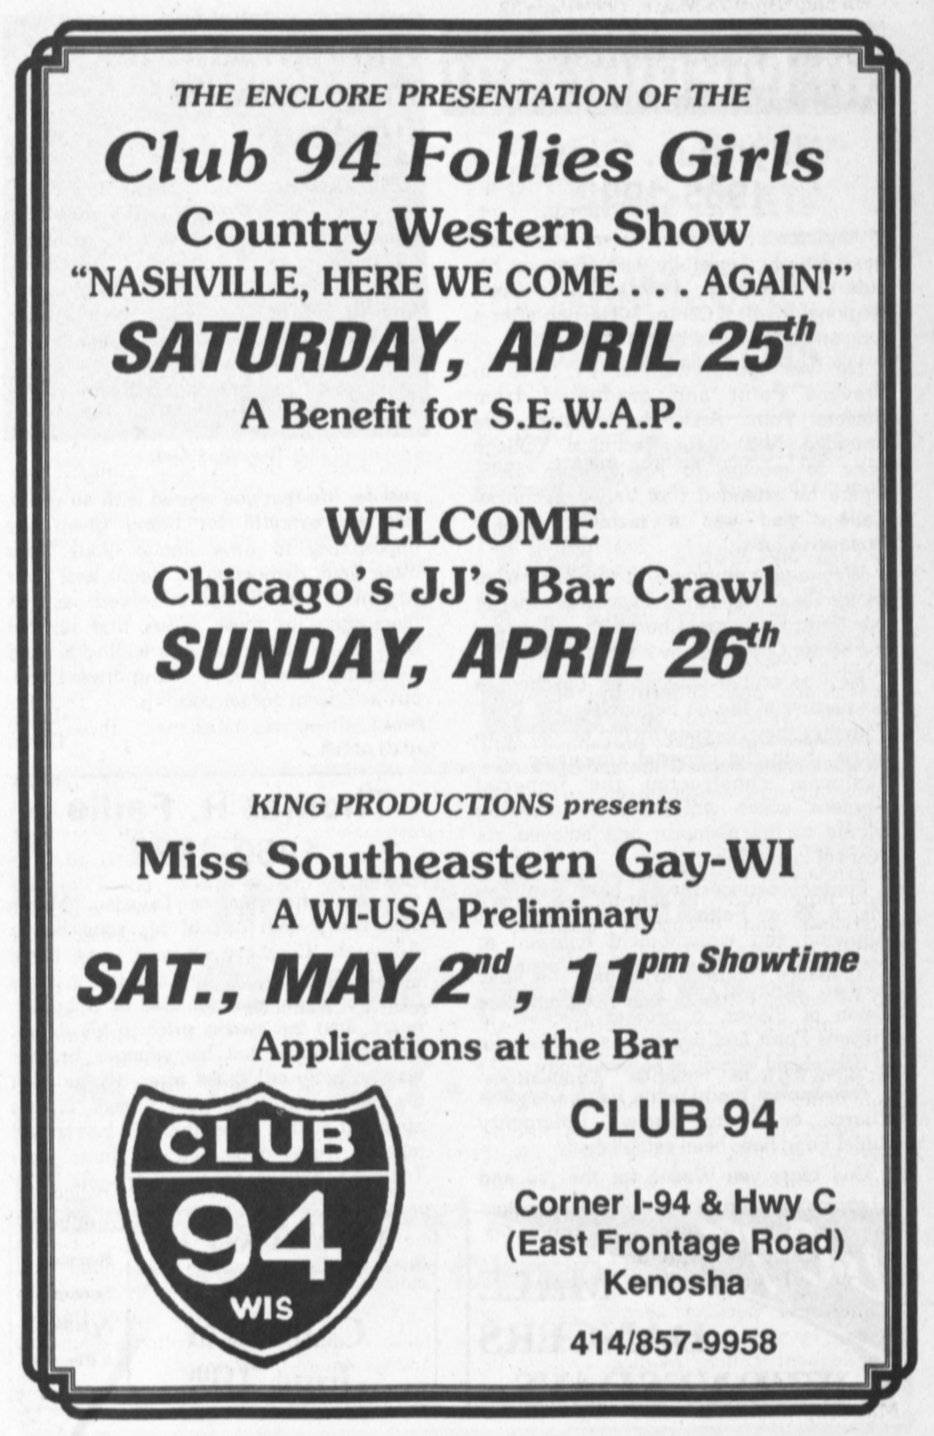 THE ENCLORE PRESENTATION OF THE
Club 94 Follies Girls
Country Western Show
“NASHVILLE, HERE WE COME. . . . AGAIN!”
SATURDAY, APRIL 25th
A Benefit for S.E.W.A.P.
WELCOME
Chicago’s JJ’s Bar Crawl
SUNDAY, APRIL 26th
KING PRODUCTIONS presents
Miss Southeastern Gay-WI
A WI-USA Preliminary
SAT., MAY 2nd, 11pm Showtime
Applications at the Bar
CLUB
94
WIS
CLUB 94
Corner I-94 & Hwy C
(East Frontage Road)
Kenosha
414/857-9958